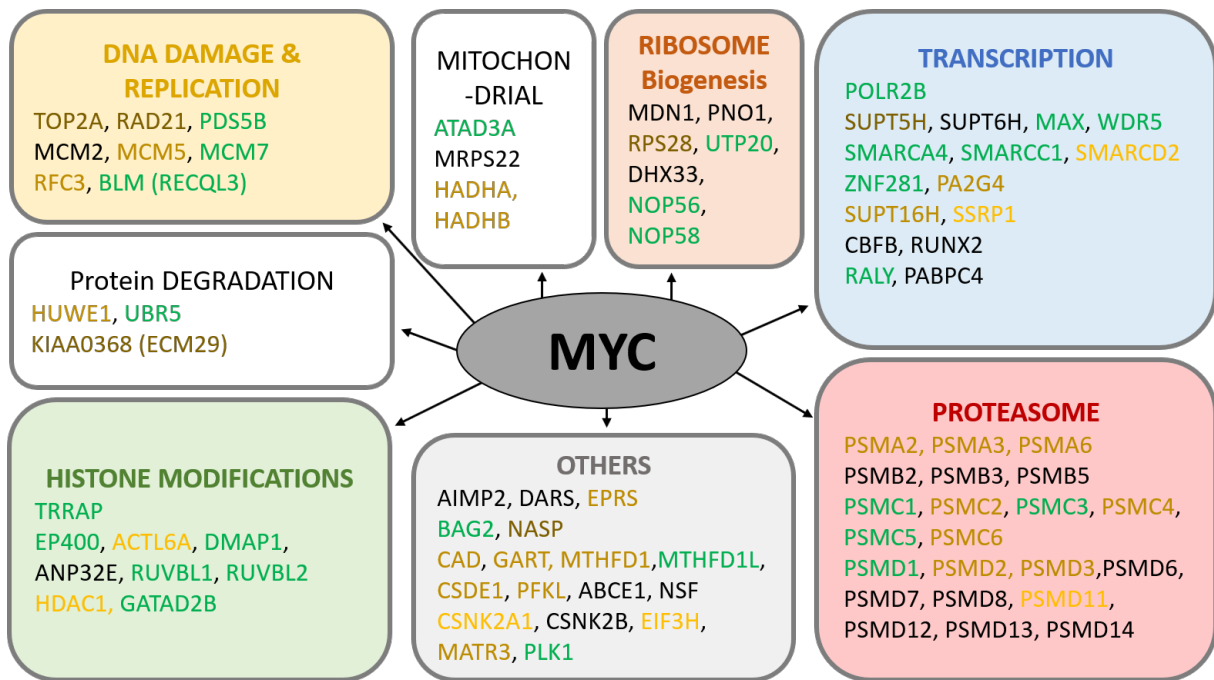 DNA DAMAGE &
REPLICATION
TOP2A, RAD21, PDS5B
MCM2, MCM5, MCM7
RFC3, BLM (RECQL3)
MITOCHON
-DRIAL
ATAD3A
MRPS22
HADHA,
HADHB
RIBOSOME
Biogenesis
MDN1, PNO1,
RPS28, UTP20,
DHX33,
NOP56,
NOP58
TRANSCRIPTION
POLR2B
SUPT5H, SUPT6H, MAX, WDR5
SMARCA4, SMARCC1, SMARCD2
ZNF281, PA2G4
SUPT16H, SSRP1
CBFB, RUNX2
RALY, PABPC4
Protein DEGRADATION
HUWE1, UBR5
KIAA0368 (ECM29)
MYC
HISTONE MODIFICATIONS
TRRAP
EP400, ACTL6A, DMAP1,
ANP32E, RUVBL1, RUVBL2
HDAC1, GATAD2B
OTHERS
AIMP2, DARS, EPRS
BAG2, NASP
CAD, GART, MTHFD1,MTHFD1L,
CSDE1, PFKL, ABCE1, NSF
CSNK2A1, CSNK2B, EIF3H,
MATR3, PLK1
PROTEASOME
PSMA2, PSMA3, PSMA6
PSMB2, PSMB3, PSMB5
PSMC1, PSMC2, PSMC3, PSMC4,
PSMC5, PSMC6
PSMD1, PSMD2, PSMD3,PSMD6,
PSMD7, PSMD8, PSMD11,
PSMD12, PSMD13, PSMD14